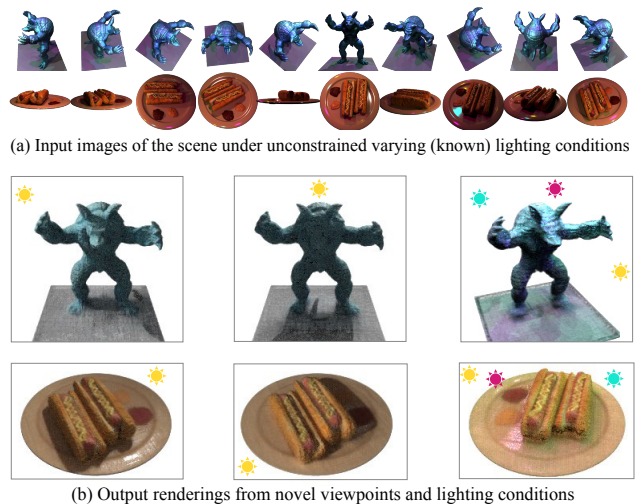 (a) Input images of the scene under unconstrained varying (known) lighting conditions
(b) Output renderings from novel viewpoints and lighting conditions